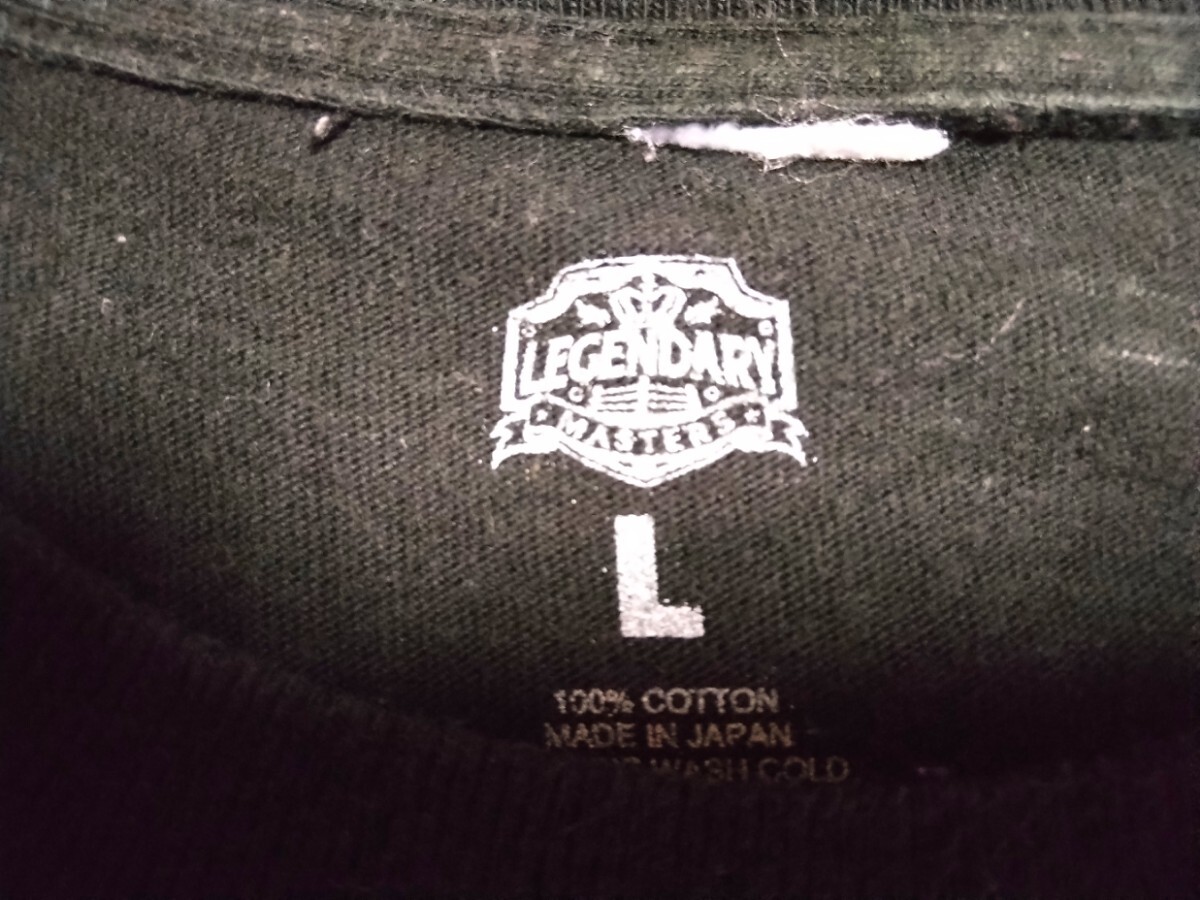 LEGENDARY
MASTERS
L
100% COTTON
MADE IN JAPAN
WASH COLD